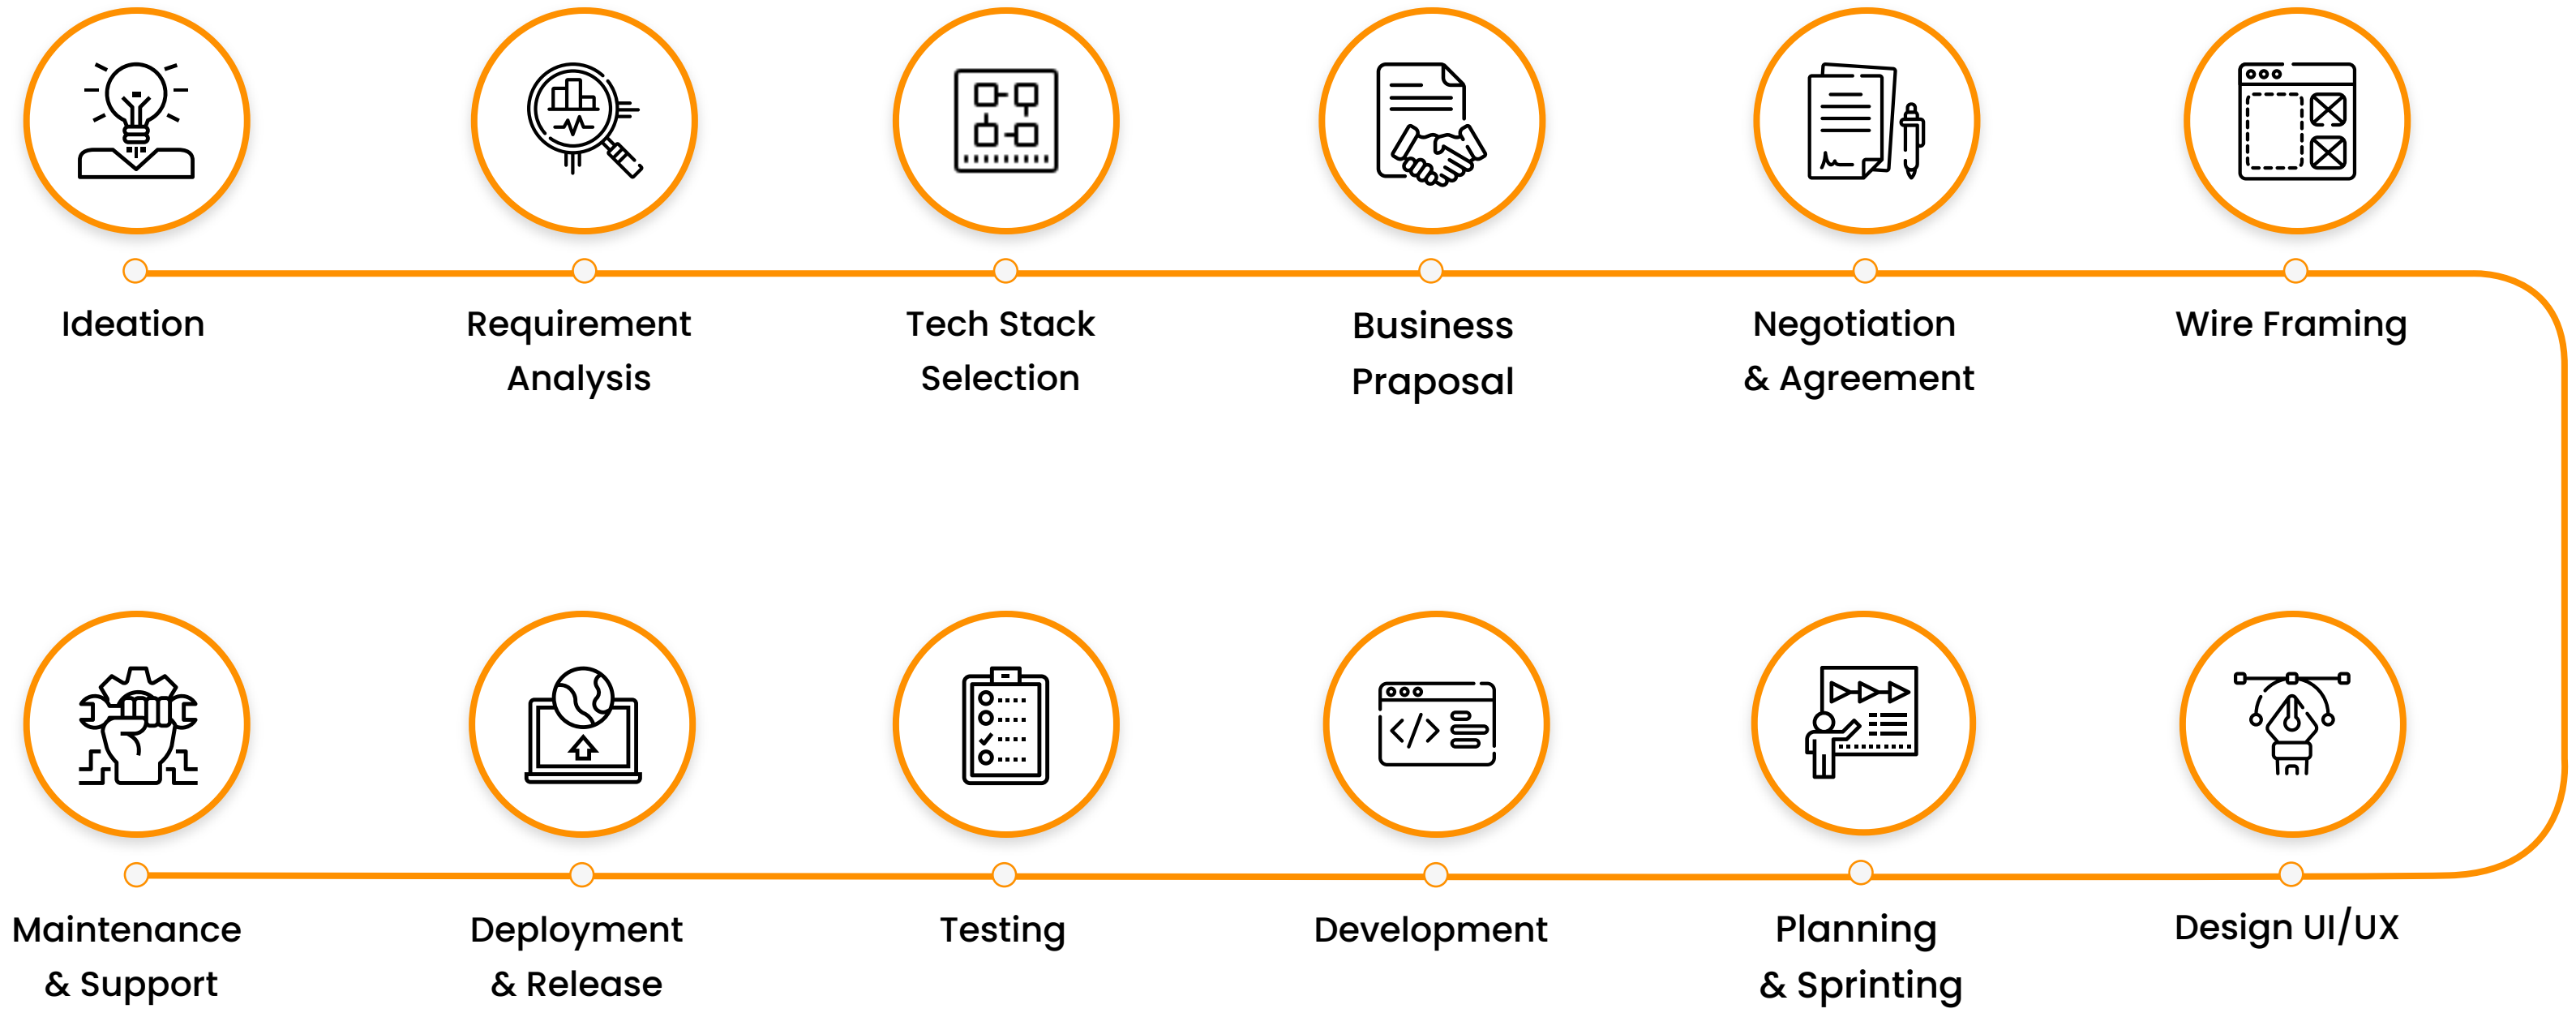 Ideation
Requirement
Analysis
Tech Stack
Selection
Business
Praposal
Negotiation
& Agreement
Wire Framing
Maintenance
& Support
Deployment
& Release
Testing
Development
Planning
& Sprinting
Design UI/UX